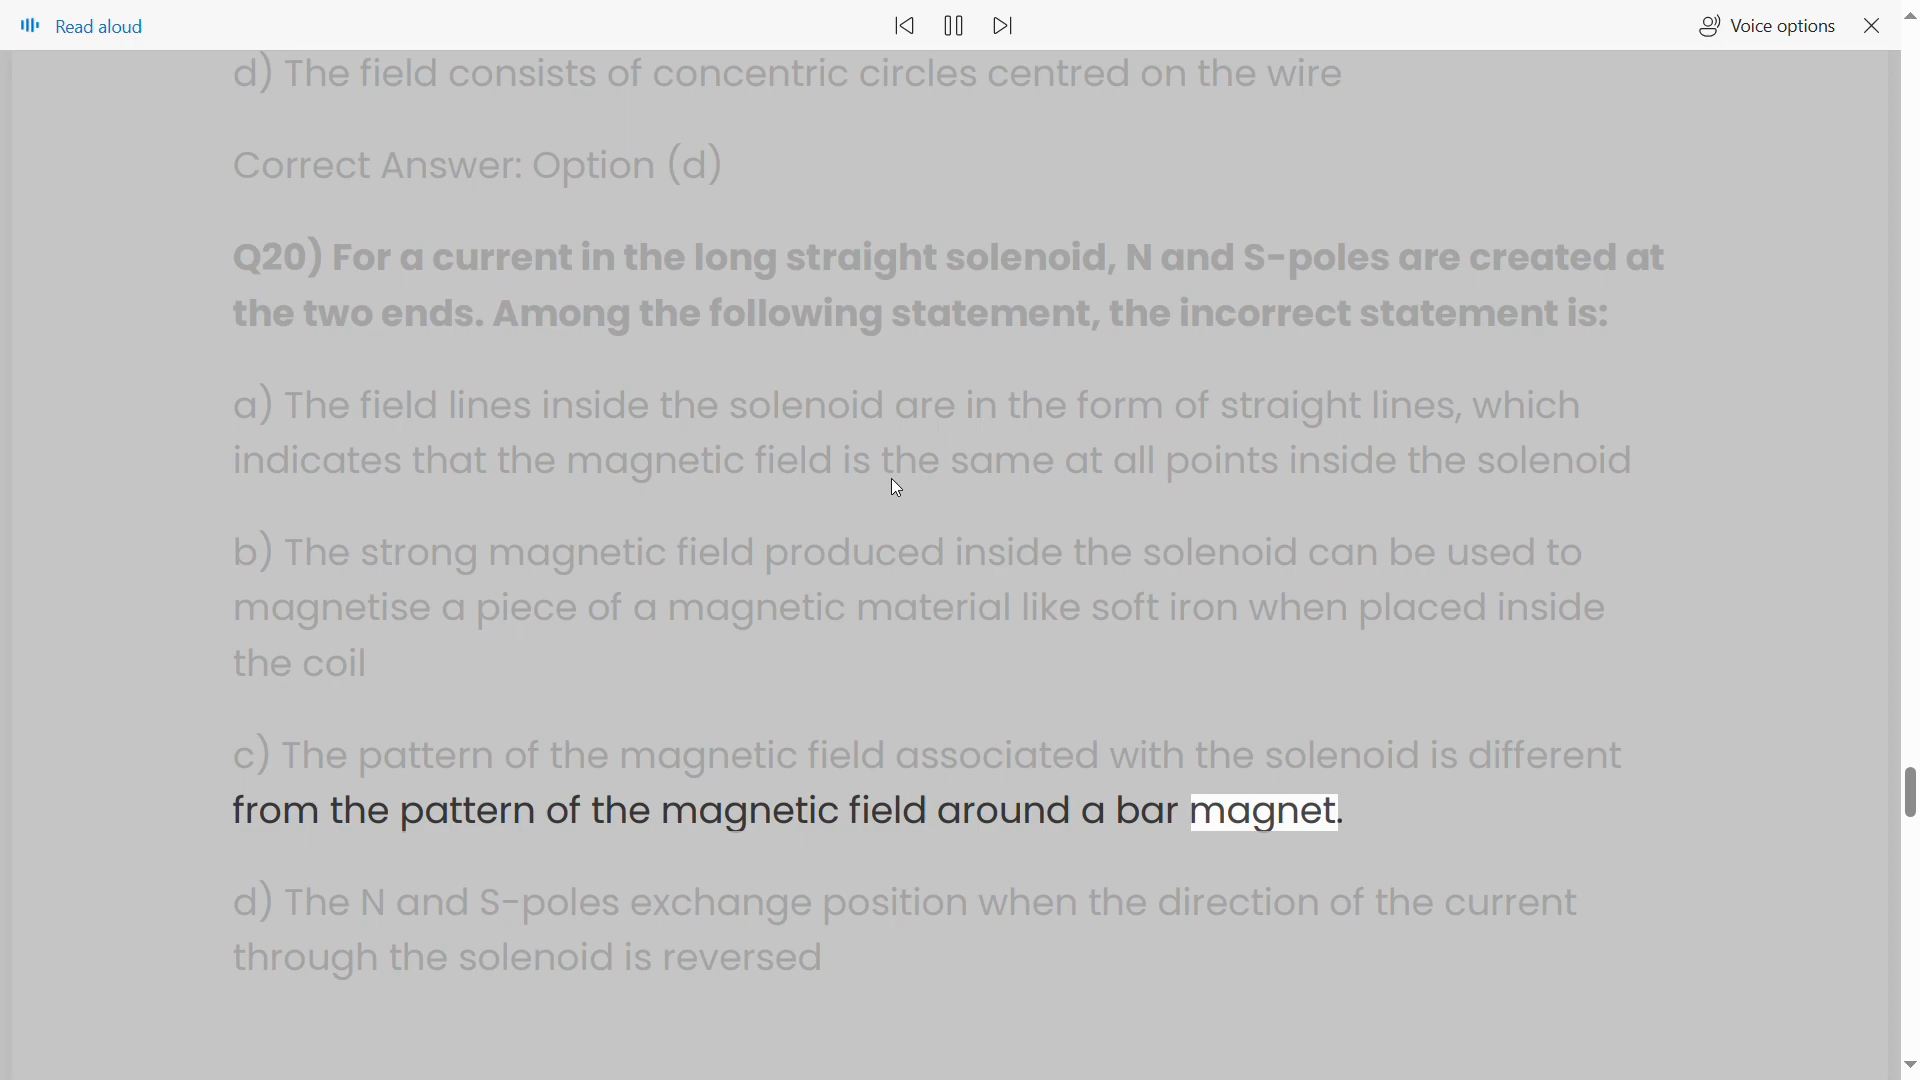 Read aloud
Voice options
d) The field consists of concentric circles centred on the wire
Correct Answer: Option (d)
Q20) For a current in the long straight solenoid, N and S-poles are created at
the two ends. Among the following statement, the incorrect statement is:
a) The field lines inside the solenoid are in the form of straight lines, which
indicates that the magnetic field is the same at all points inside the solenoid
b) The strong magnetic field produced inside the solenoid can be used to
magnetise a piece of a magnetic material like soft iron when placed inside
the coil
c) The pattern of the magnetic field associated with the solenoid is different
from the pattern of the magnetic field around a bar magnet.
d) The N and S-poles exchange position when the direction of the current
through the solenoid is reversed